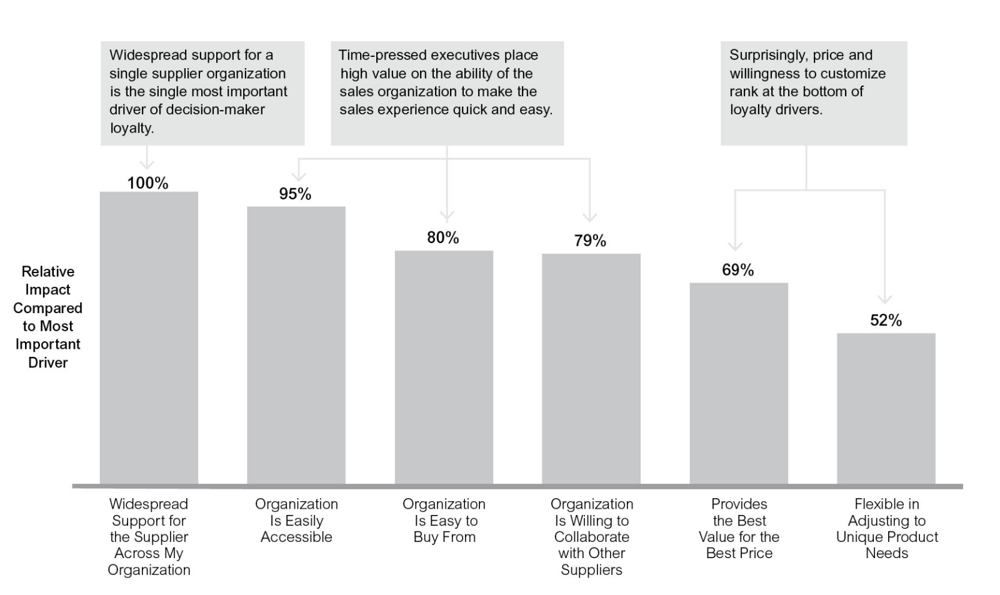 Widespread support for a
single supplier organization
is the single most important
driver of decision-maker
loyalty.
Time-pressed executives place
high value on the ability of the
sales organization to make the
sales experience quick and easy.
Surprisingly, price and
willingness to customize
rank at the bottom of
loyalty drivers.
100%
95%
80%
79%
69%
52%
Relative
Impact
Compared
to Most
Important
Driver
Widespread
Support for
the Supplier
Across My
Organization
Organization
Is Easily
Accessible
Organization
Is Easy to
Buy From
Organization
Is Willing to
Collaborate
with Other
Suppliers
Provides
the Best
Value for the
Best Price
Flexible in
Adjusting to
Unique Product
Needs